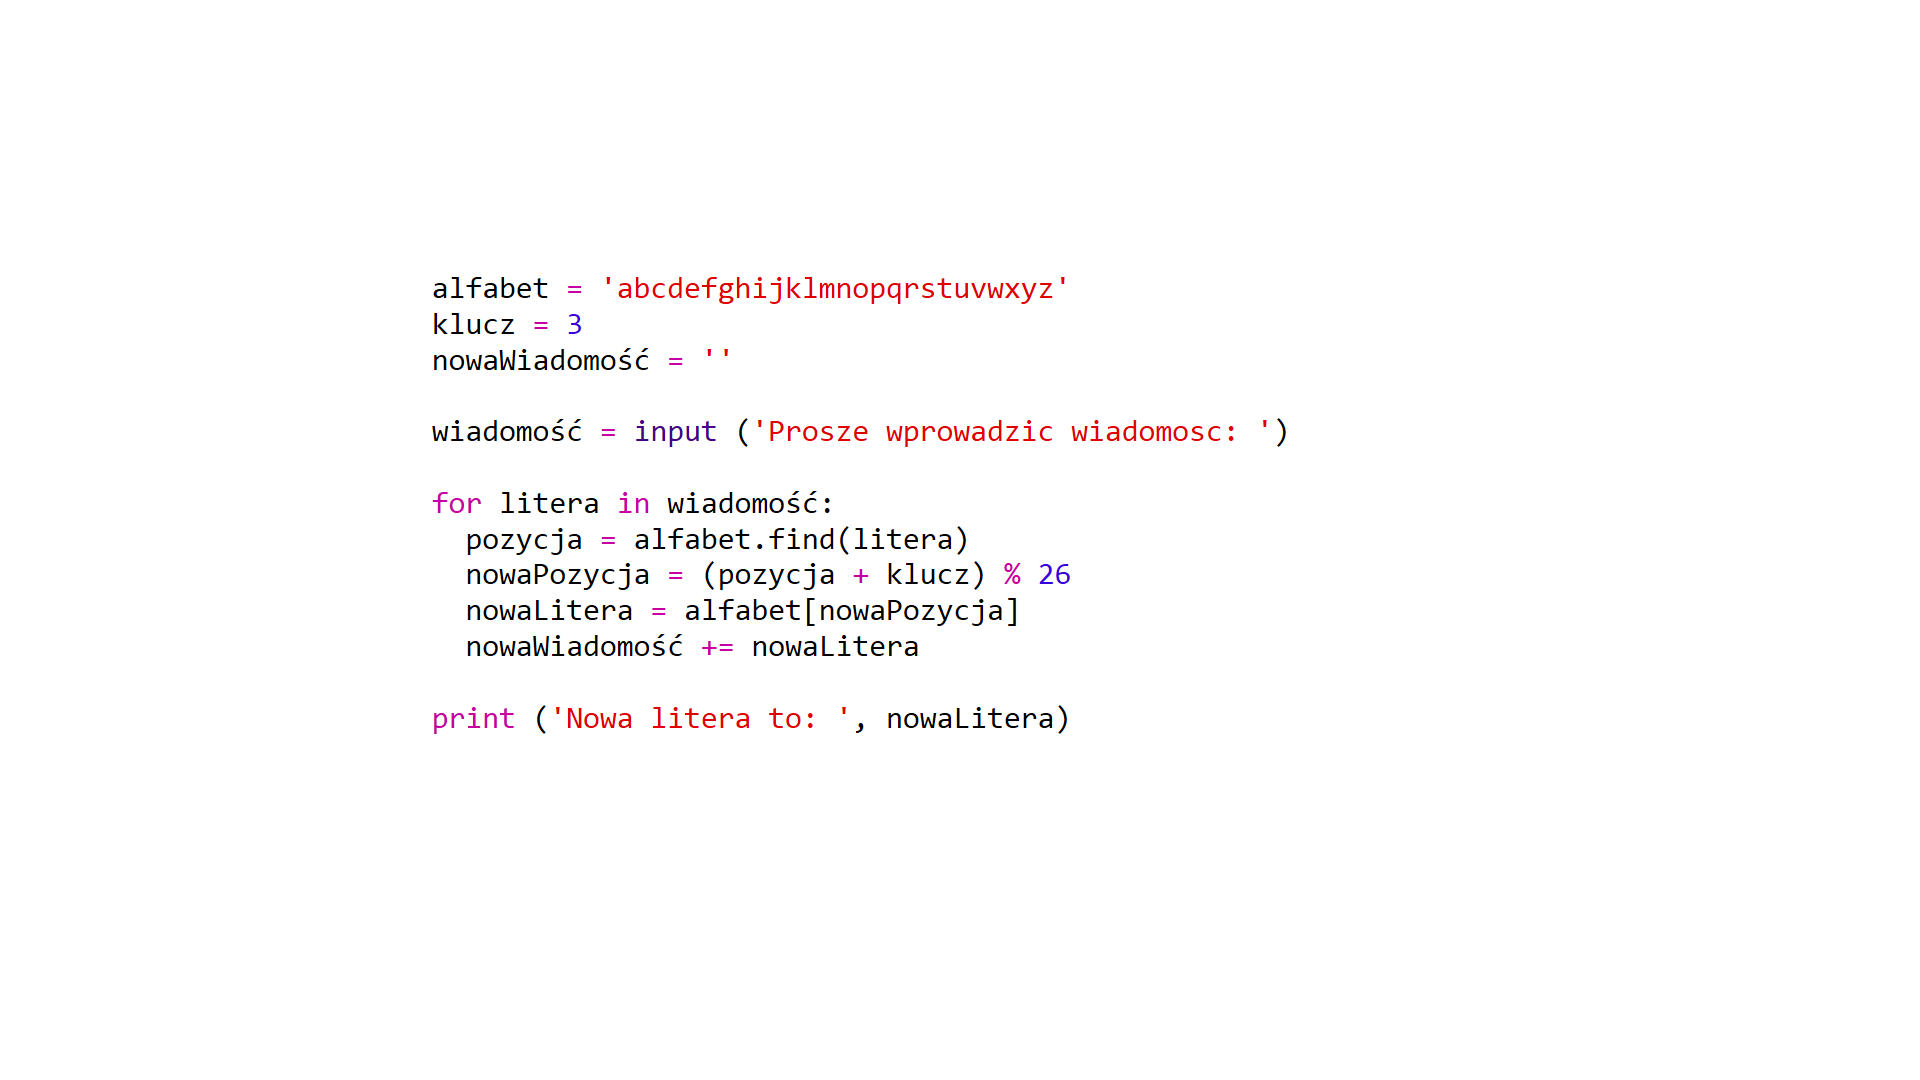 alfabet = 'abcdefghijklmnopqrstuvwxyz'
klucz = 3
nowaWiadomość = ''
wiadomość = input ('Prosze wprowadzic wiadomosc: ')
for litera in wiadomość:
  pozycja = alfabet.find(litera)
  nowaPozycja = (pozycja + klucz) % 26
  nowaLitera = alfabet[nowaPozycja]
  nowaWiadomość += nowaLitera
print ('Nowa litera to: ', nowaLitera)